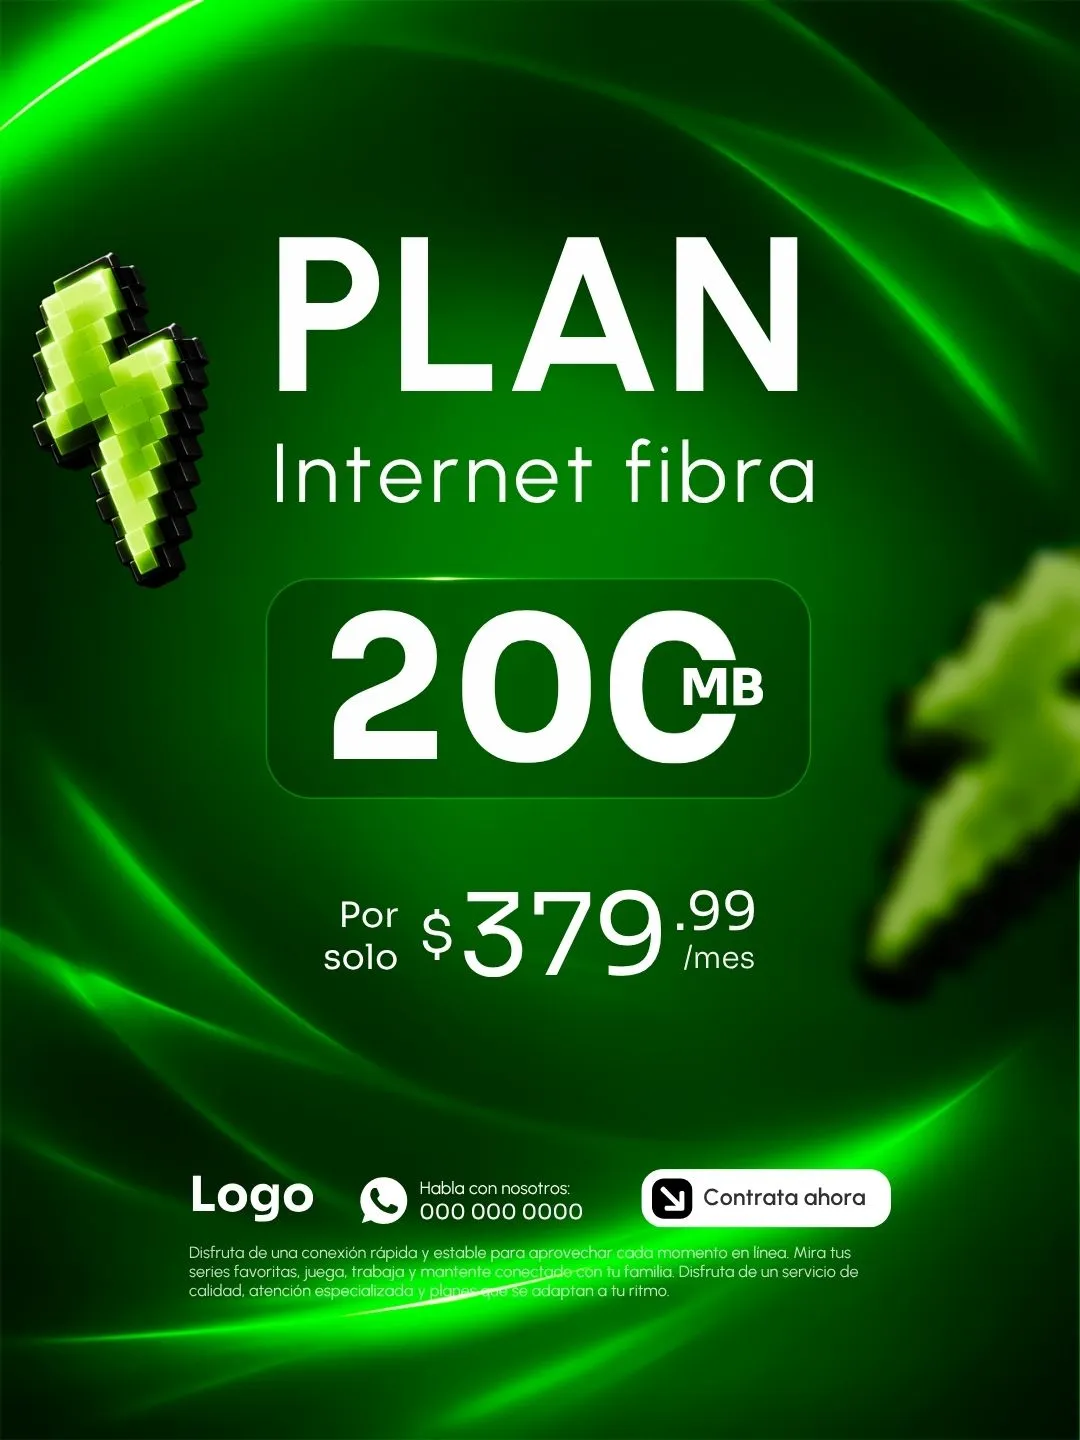 PLAN
Internet fibra
200 MB
Por solo $379.99 /mes
Logo
Habla con nosotros:
000 000 0000
Contrata ahora
Disfruta de una conexión rápida y estable para aprovechar cada momento en línea. Mira tus
series favoritas, juega, trabaja y mantente conectado con tu familia. Disfruta de un servicio de
calidad, atención especializada y planes que se adaptan a tu ritmo.